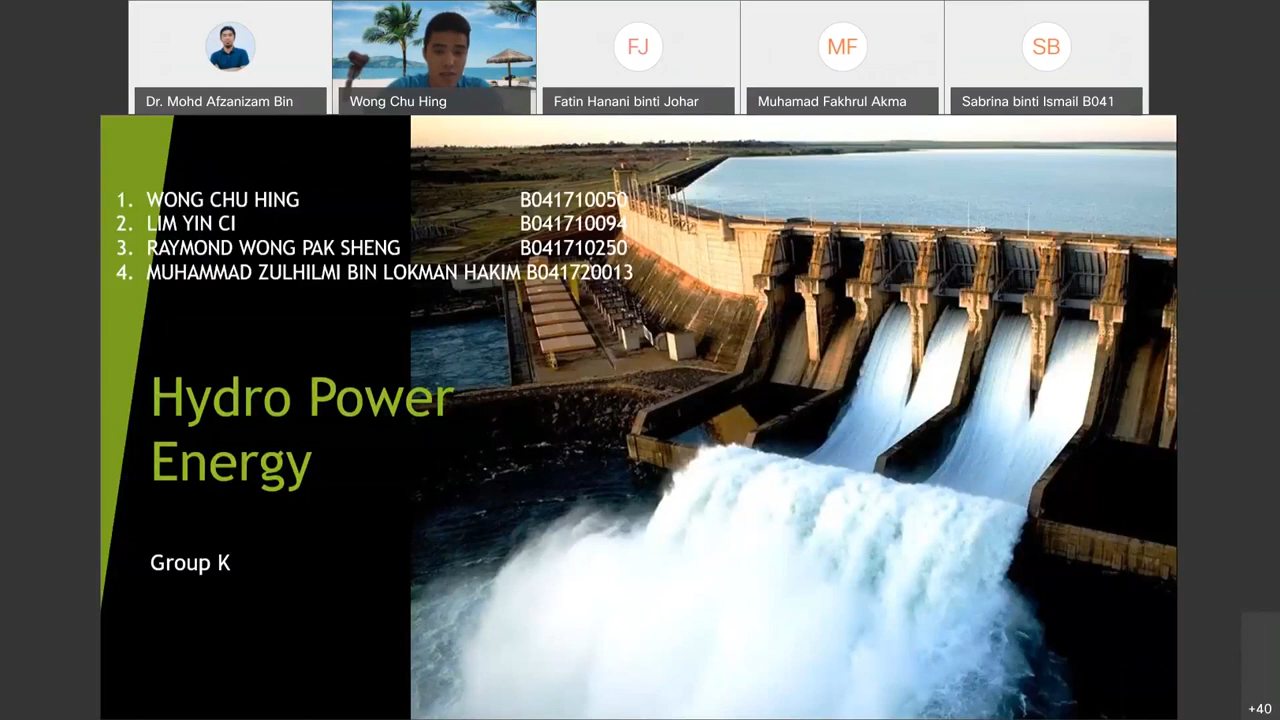 FJ
MF
SB
Dr. Mohd Afzanizam Bin
Wong Chu Hing
Fatin Hanani binti Johar
Muhamad Fakhrul Akma
Sabrina binti Ismail B041
1. WONG CHU HING B041710050
2. LIM YIN CI B041710094
3. RAYMOND WONG PAK SHENG B041710250
4. MUHAMMAD ZULHILMI BIN LOKMAN HAKIM B041720013
Hydro Power
Energy
Group K
+40